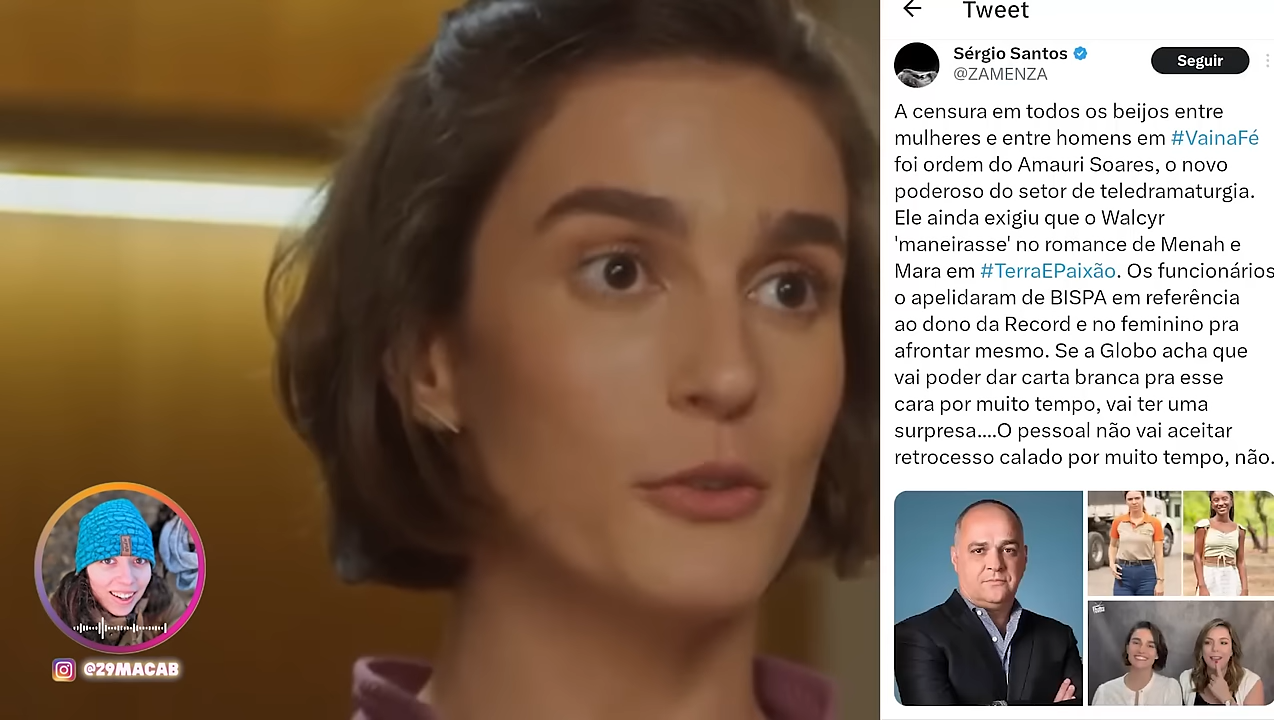 Tweet
Sérgio Santos
@ZAMENZA
Seguir
A censura em todos os beijos entre
mulheres e entre homens em #VainaFé
foi ordem do Amauri Soares, o novo
poderoso do setor de teledramaturgia.
Ele ainda exigiu que o Walcyr
'maneirasse' no romance de Menah e
Mara em #TerraEPaixão. Os funcionários
o apelidaram de BISPA em referência
ao dono da Record e no feminino pra
afrontar mesmo. Se a Globo acha que
vai poder dar carta branca pra esse
cara por muito tempo, vai ter uma
surpresa....O pessoal não vai aceitar
retrocesso calado por muito tempo, não.
@29MACAB